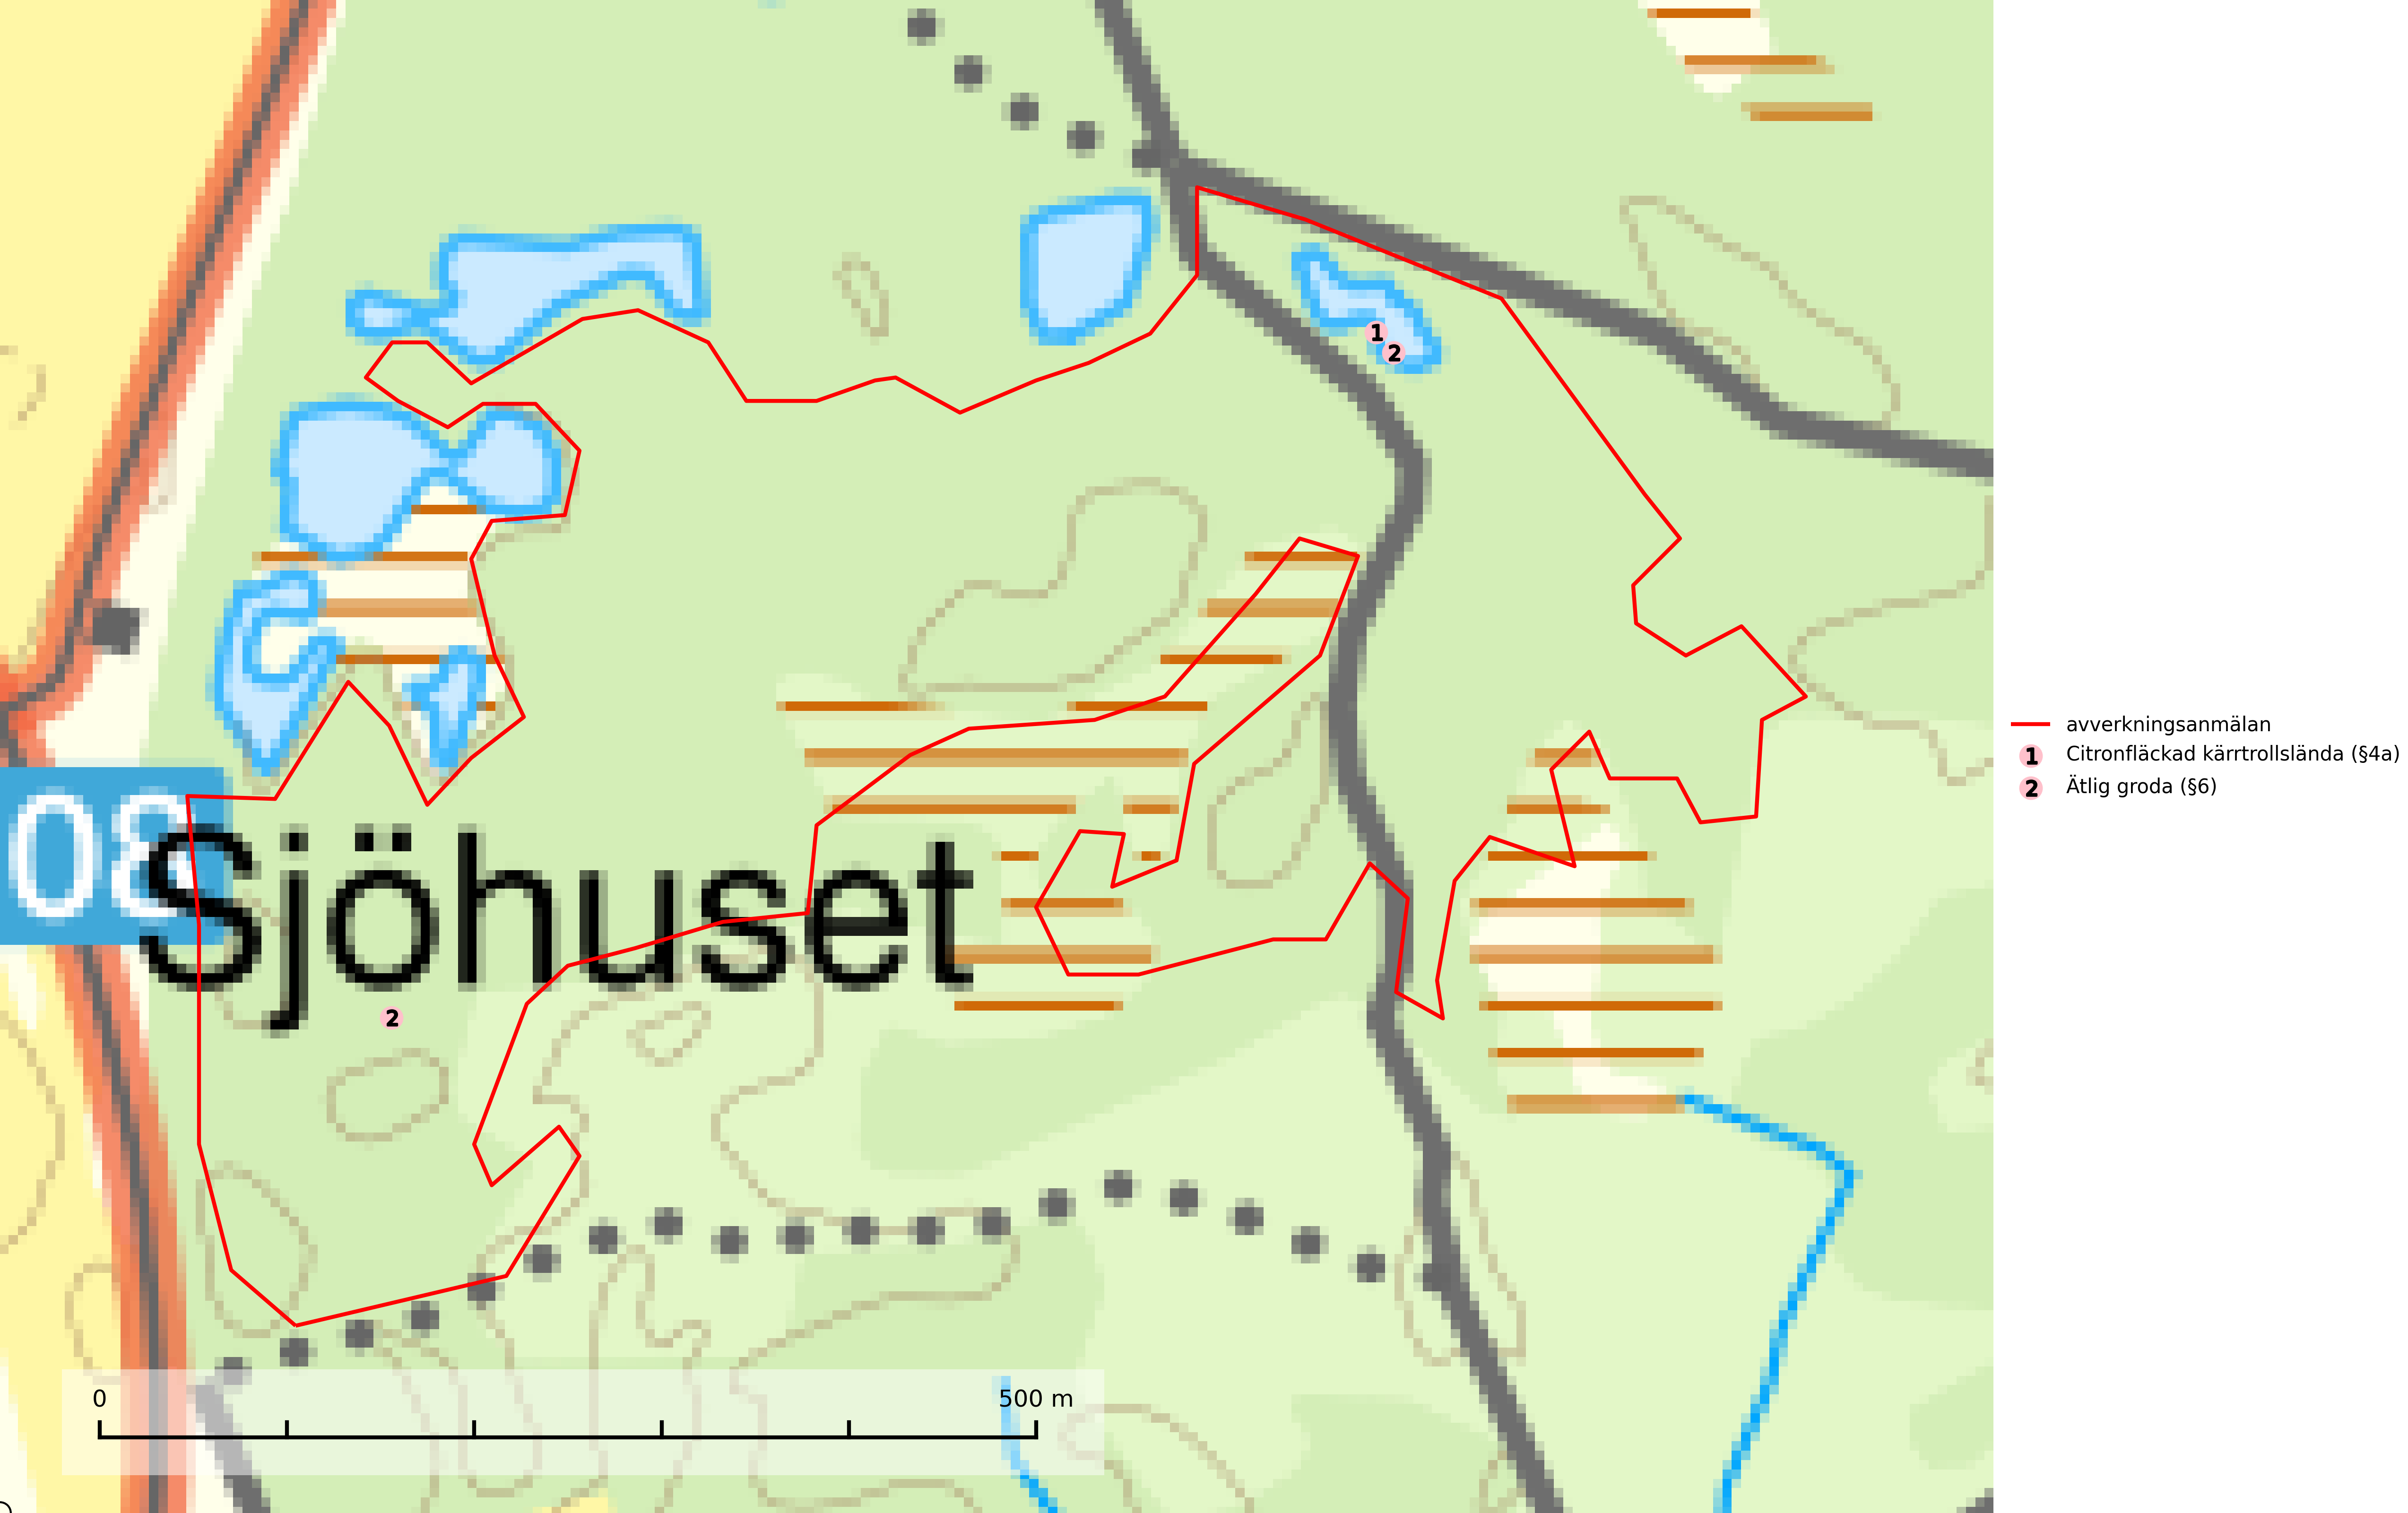 1
2
08
Sjöhuset
2
0 500 m
avverkningsanmälan
1 Citronfläckad kärrtrollslända (§4a)
2 Ätlig groda (§6)